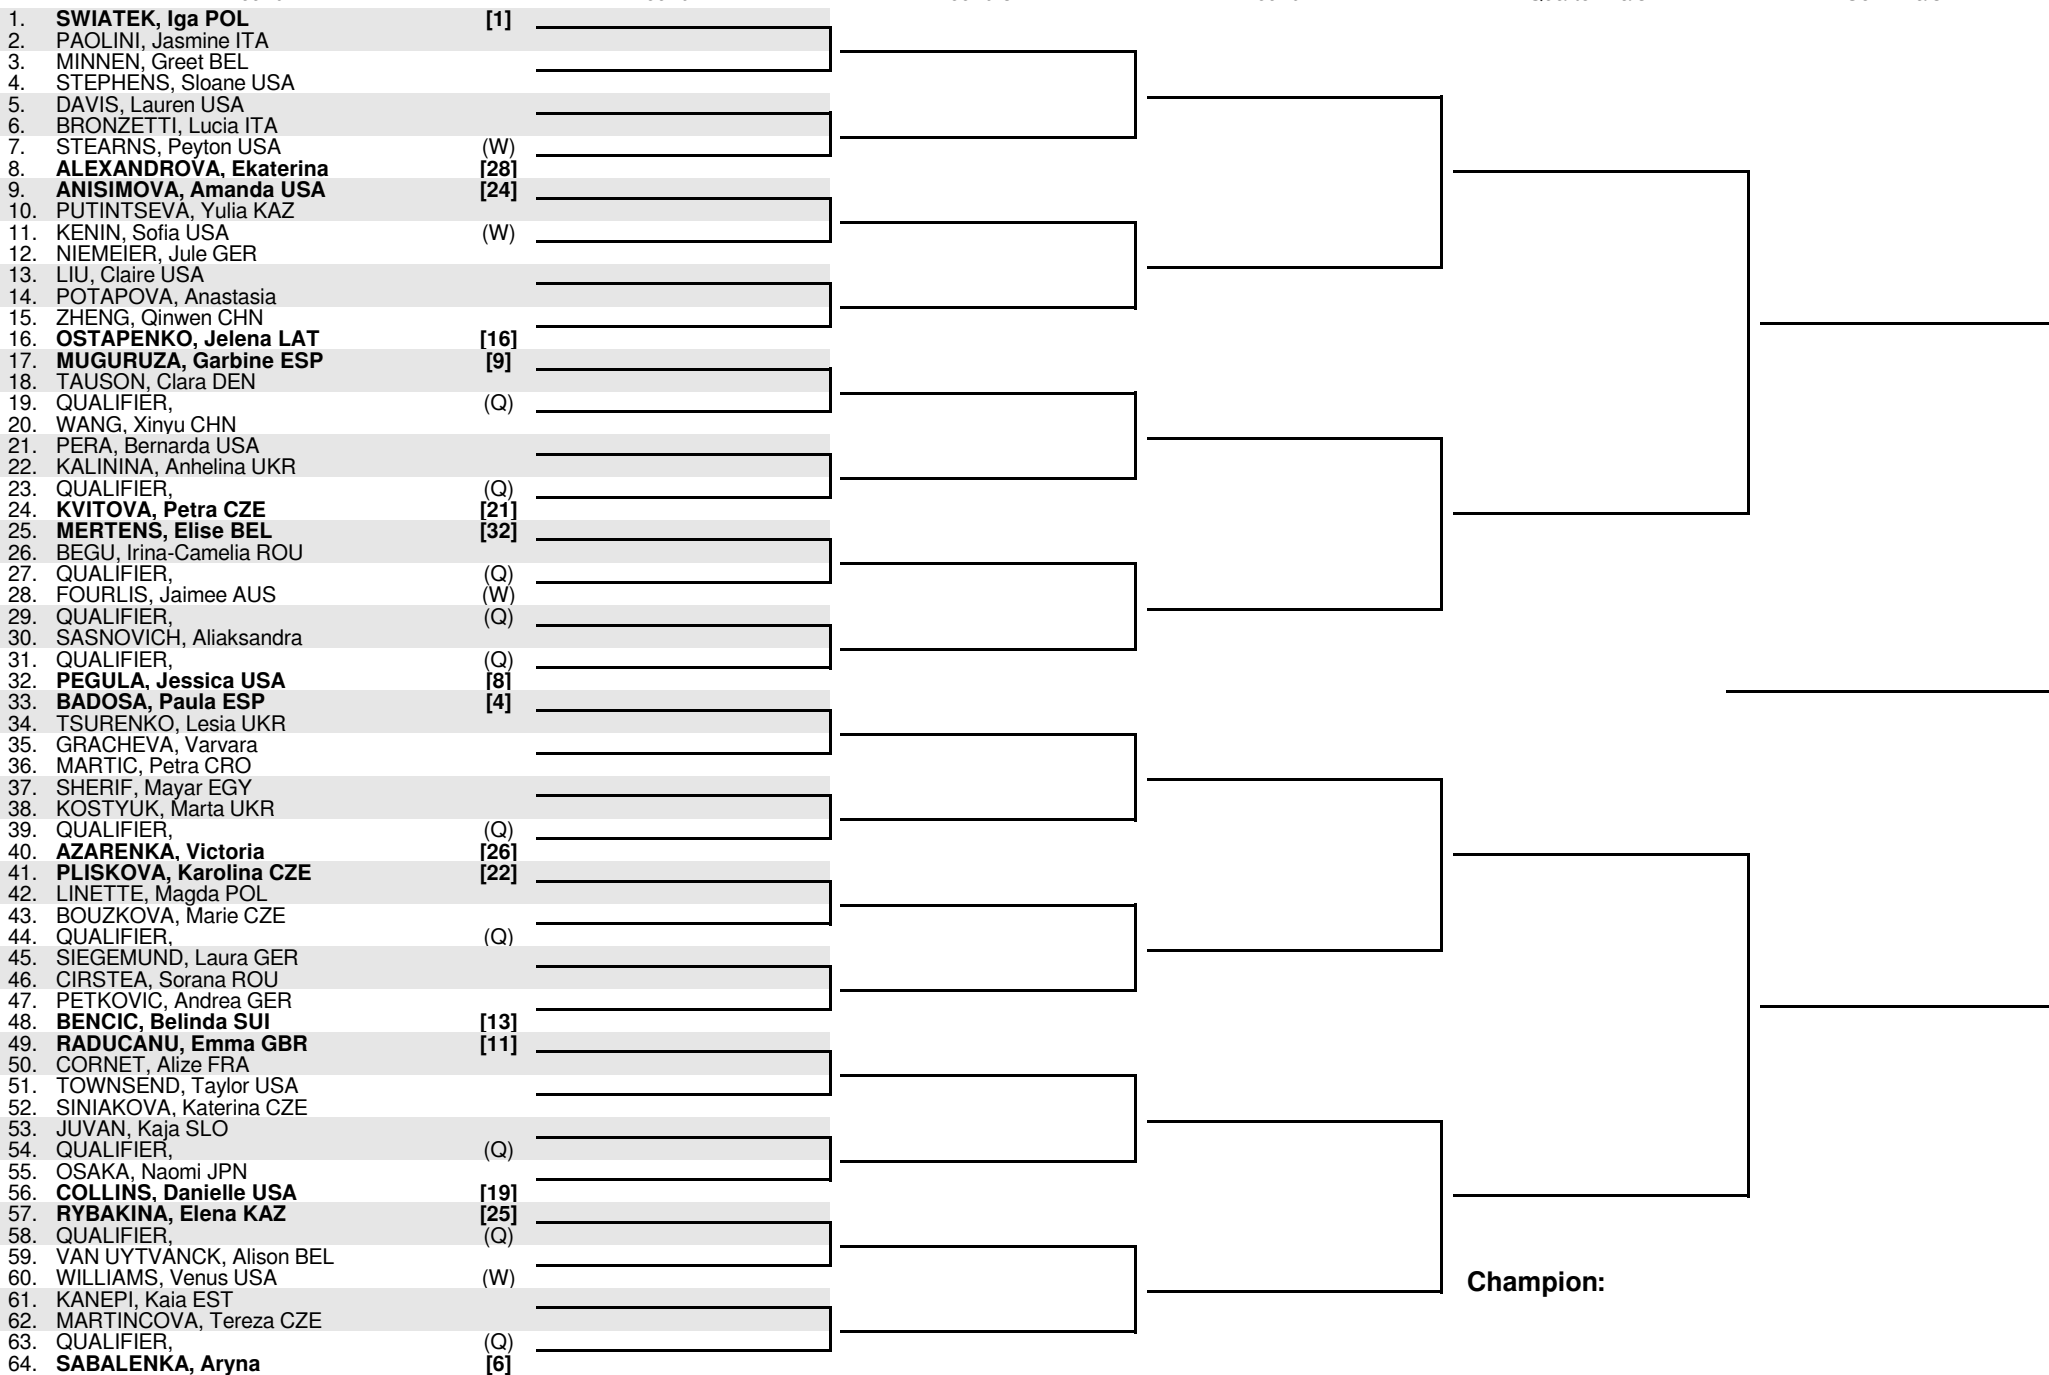 1. SWIATEK, Iga POL [1]
2. PAOLINI, Jasmine ITA
3. MINNEN, Greet BEL
4. STEPHENS, Sloane USA
5. DAVIS, Lauren USA
6. BRONZETTI, Lucia ITA
7. STEARNS, Peyton USA (W)
8. ALEXANDROVA, Ekaterina [28]
9. ANISIMOVA, Amanda USA [24]
10. PUTINTSEVA, Yulia KAZ
11. KENIN, Sofia USA (W)
12. NIEMEIER, Jule GER
13. LIU, Claire USA
14. POTAPOVA, Anastasia
15. ZHENG, Qinwen CHN
16. OSTAPENKO, Jelena LAT [16]
17. MUGURUZA, Garbine ESP [9]
18. TAUSON, Clara DEN
19. QUALIFIER, (Q)
20. WANG, Xinyu CHN
21. PERA, Bernarda USA
22. KALININA, Anhelina UKR
23. QUALIFIER, (Q)
24. KVITOVA, Petra CZE [21]
25. MERTENS, Elise BEL [32]
26. BEGU, Irina-Camelia ROU
27. QUALIFIER, (Q)
28. FOURLIS, Jaimee AUS (W)
29. QUALIFIER, (Q)
30. SASNOVICH, Aliaksandra
31. QUALIFIER, (Q)
32. PEGULA, Jessica USA [8]
33. BADOSA, Paula ESP [4]
34. TSURENKO, Lesia UKR
35. GRACHEVA, Varvara
36. MARTIC, Petra CRO
37. SHERIF, Mayar EGY
38. KOSTYUK, Marta UKR
39. QUALIFIER, (Q)
40. AZARENKA, Victoria [26]
41. PLISKOVA, Karolina CZE [22]
42. LINETTE, Magda POL
43. BOUZKOVA, Marie CZE
44. QUALIFIER, (Q)
45. SIEGEMUND, Laura GER
46. CIRSTEA, Sorana ROU
47. PETKOVIC, Andrea GER
48. BENCIC, Belinda SUI [13]
49. RADUCANU, Emma GBR [11]
50. CORNET, Alize FRA
51. TOWNSEND, Taylor USA
52. SINIAKOVA, Katerina CZE
53. JUVAN, Kaja SLO
54. QUALIFIER, (Q)
55. OSAKA, Naomi JPN
56. COLLINS, Danielle USA [19]
57. RYBAKINA, Elena KAZ [25]
58. QUALIFIER, (Q)
59. VAN UYTVANCK, Alison BEL
60. WILLIAMS, Venus USA (W)
Champion:
61. KANEPI, Kaia EST
62. MARTINCOVA, Tereza CZE
63. QUALIFIER, (Q)
64. SABALENKA, Aryna [6]